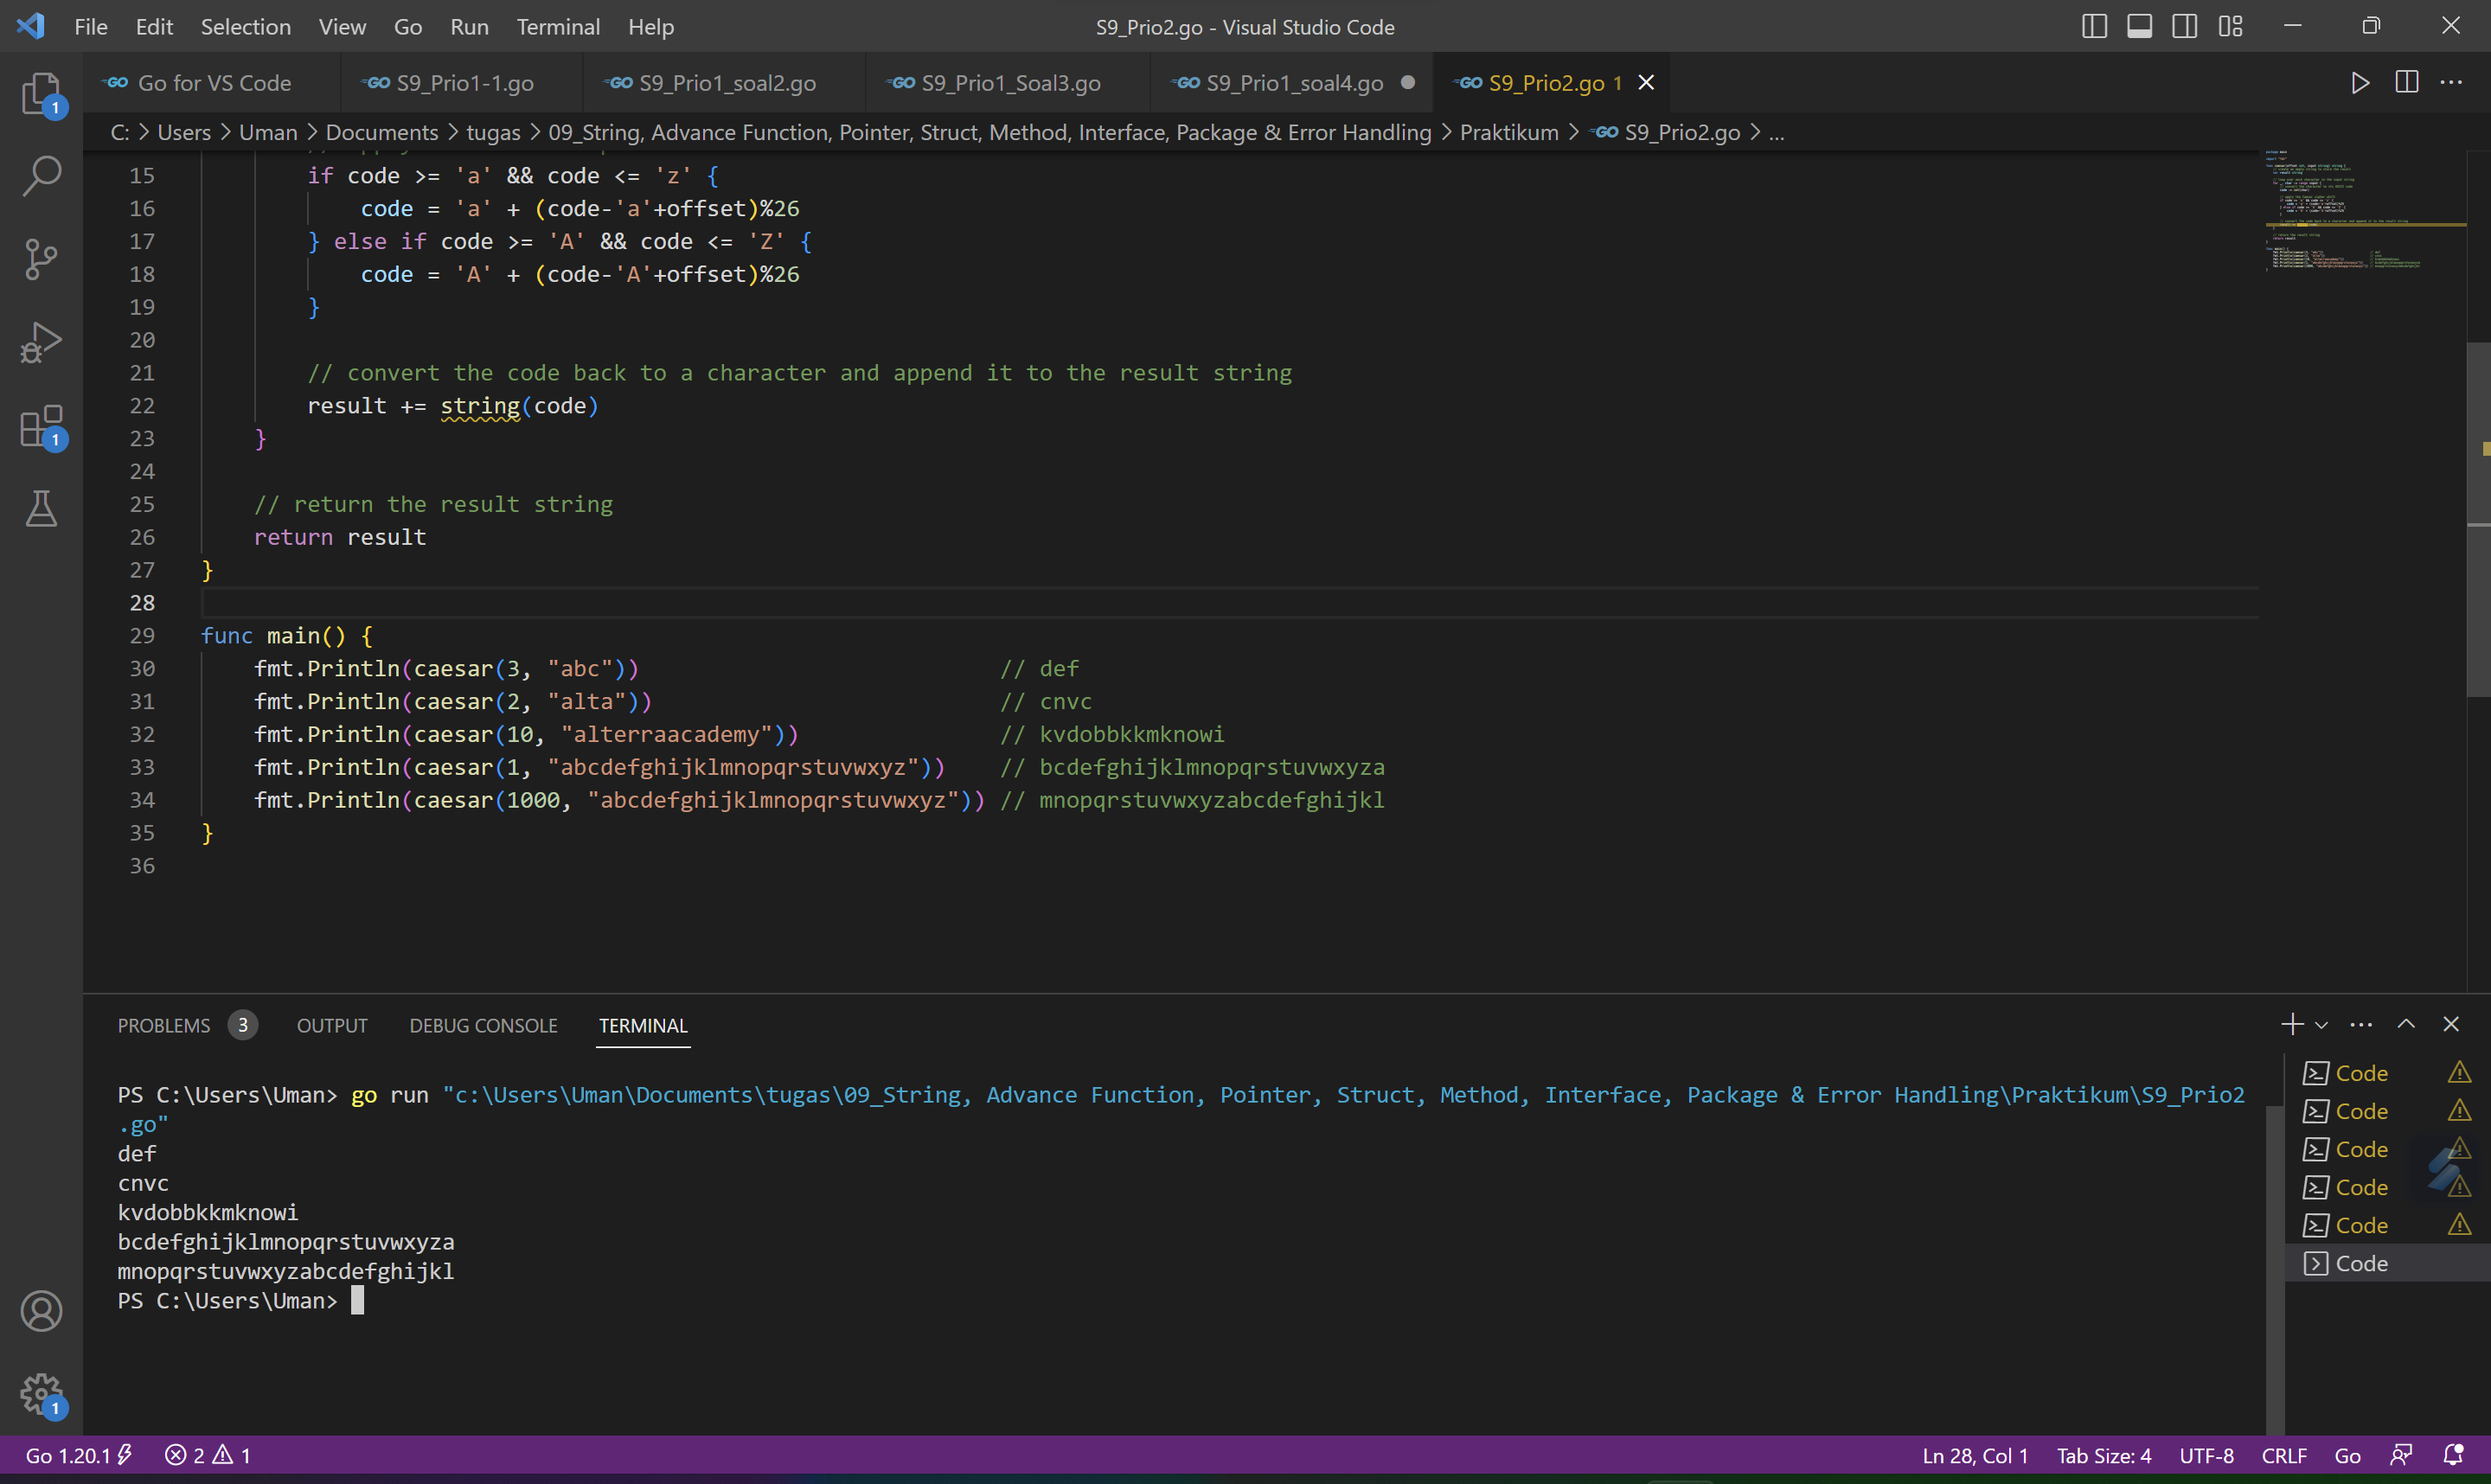 File Edit Selection View Go Run Terminal Help
S9_Prio2.go - Visual Studio Code
Go for VS Code
S9_Prio1-1.go
S9_Prio1_soal2.go
S9_Prio1_Soal3.go
S9_Prio1_soal4.go
S9_Prio2.go 1
C: > Users > Uman > Documents > tugas > 09_String, Advance Function, Pointer, Struct, Method, Interface, Package & Error Handling > Praktikum > S9_Prio2.go > ...
15 if code >= 'a' && code <= 'z' {
16 code = 'a' + (code-'a'+offset)%26
17 } else if code >= 'A' && code <= 'Z' {
18 code = 'A' + (code-'A'+offset)%26
19 }
20
21 // convert the code back to a character and append it to the result string
22 result += string(code)
23 }
24
25 // return the result string
26 return result
27 }
28
29 func main() {
30 fmt.Println(caesar(3, "abc")) // def
31 fmt.Println(caesar(2, "alta")) // cnvc
32 fmt.Println(caesar(10, "alterraacademy")) // kvdobbkkmknowi
33 fmt.Println(caesar(1, "abcdefghijklmnopqrstuvwxyz")) // bcdefghijklmnopqrstuvwxyza
34 fmt.Println(caesar(1000, "abcdefghijklmnopqrstuvwxyz")) // mnopqrstuvwxyzabcdefghijkl
35 }
36
PROBLEMS 3 OUTPUT DEBUG CONSOLE TERMINAL
PS C:\Users\Uman> go run "c:\Users\Uman\Documents\tugas\09_String, Advance Function, Pointer, Struct, Method, Interface, Package & Error Handling\Praktikum\S9_Prio2
.go"
def
cnvc
kvdobbkkmknowi
bcdefghijklmnopqrstuvwxyza
mnopqrstuvwxyzabcdefghijkl
PS C:\Users\Uman>
Code
Code
Code
Code
Code
Code
1
1
1
Go 1.20.1 2 1
Ln 28, Col 1 Tab Size: 4 UTF-8 CRLF Go